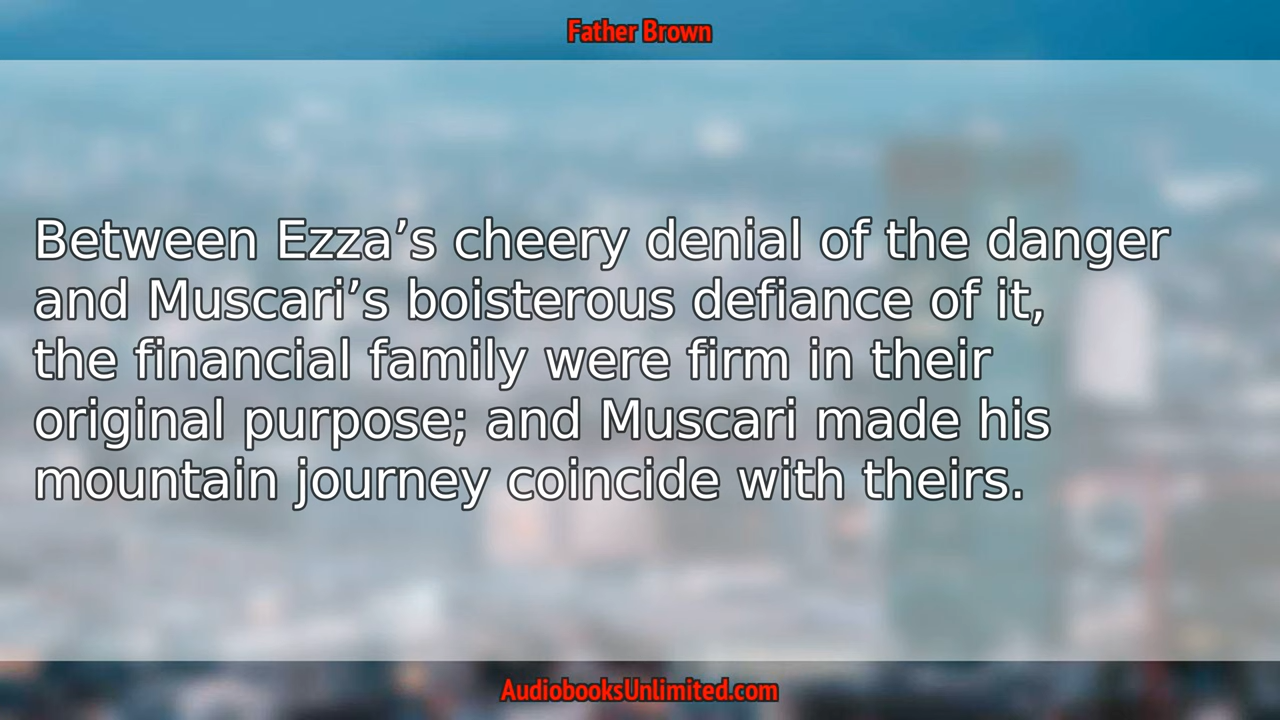 Father Brown
Between Ezza’s cheery denial of the danger
and Muscari’s boisterous defiance of it,
the financial family were firm in their
original purpose; and Muscari made his
mountain journey coincide with theirs.
AudiobooksUnlimited.com